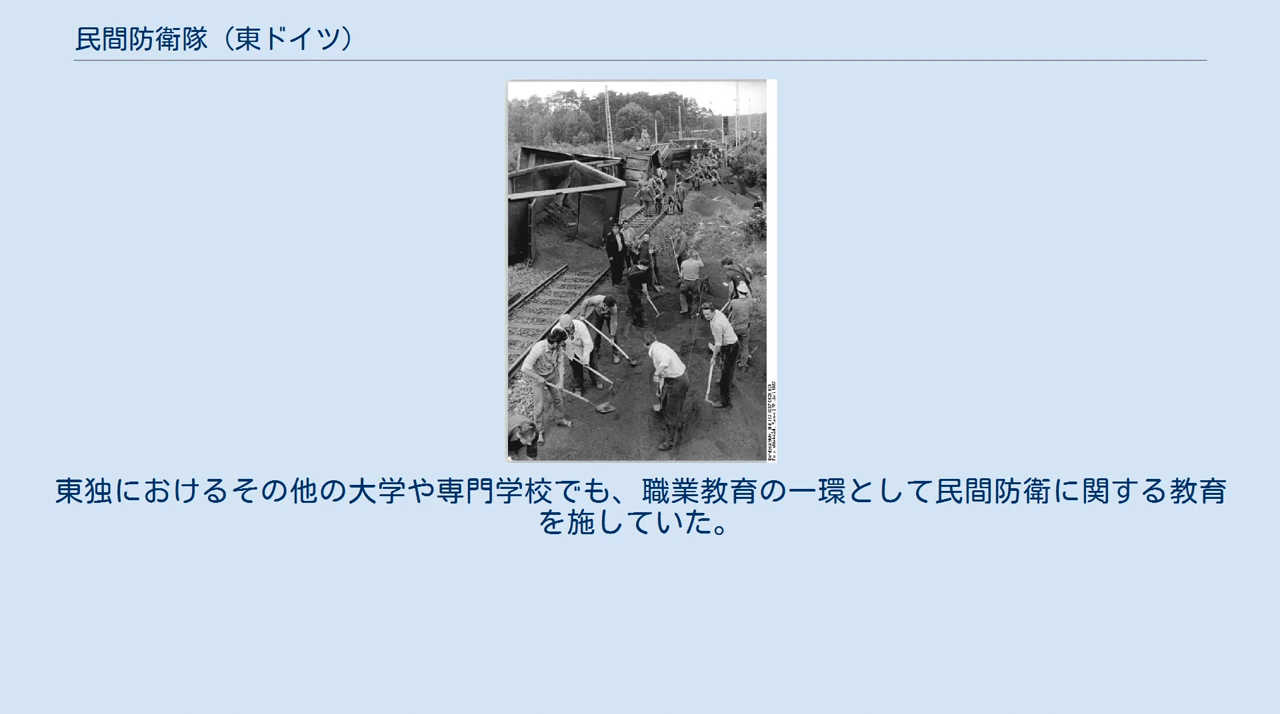 民間防衛隊（東ドイツ）
東独におけるその他の大学や専門学校でも、職業教育の一環として民間防衛に関する教育
を施していた。